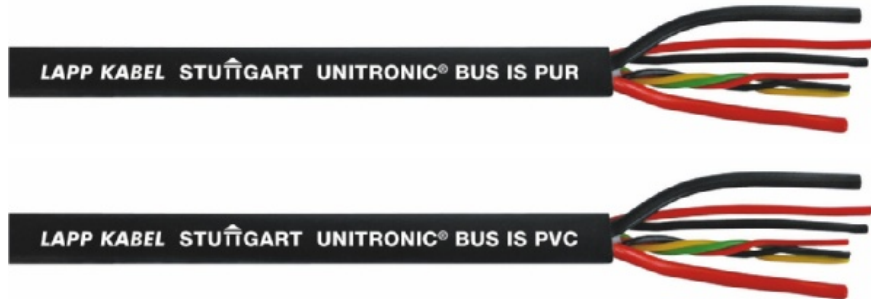 LAPP KABEL STUTTGART UNITRONIC® BUS IS PUR
LAPP KABEL STUTTGART UNITRONIC® BUS IS PVC